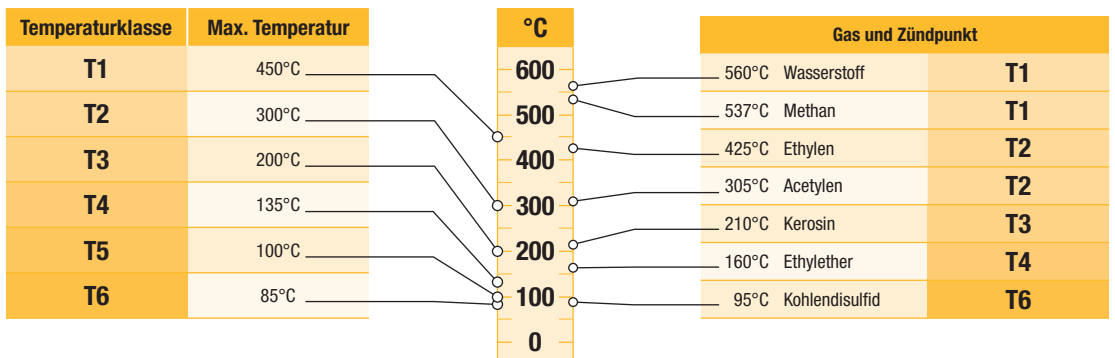 Temperaturklasse Max. Temperatur
T1 450°C
T2 300°C
T3 200°C
T4 135°C
T5 100°C
T6 85°C
°C
600
500
400
300
200
100
0
Gas und Zündpunkt
560°C Wasserstoff T1
537°C Methan T1
425°C Ethylen T2
305°C Acetylen T2
210°C Kerosin T3
160°C Ethylether T4
95°C Kohlendisulfid T6